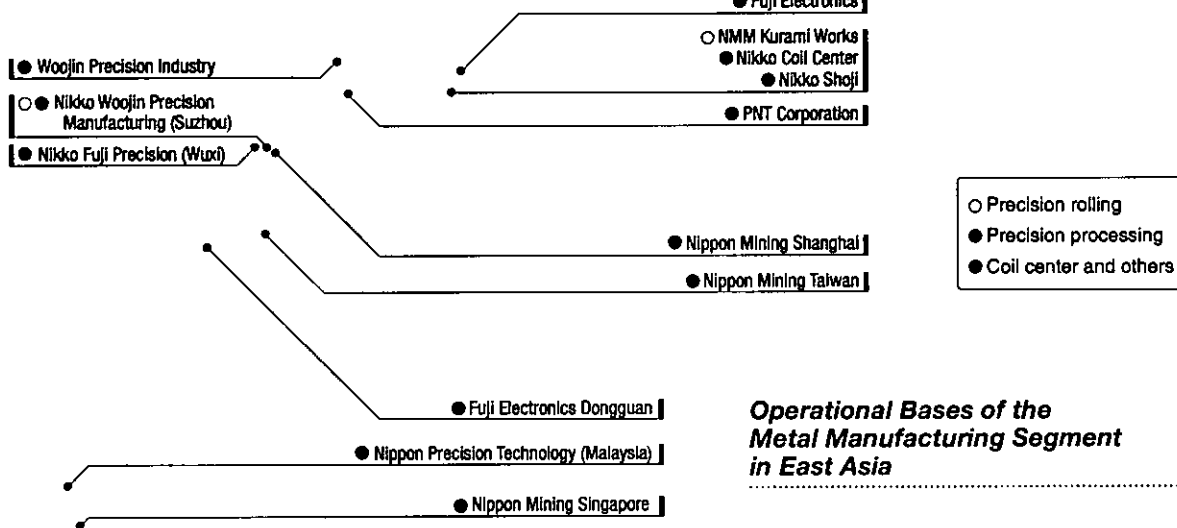 ● Fuji Electronics
○ NMM Kurami Works
● Nikko Coil Center
● Nikko Shoji
● Woojin Precision Industry
○ ● Nikko Woojin Precision
Manufacturing (Suzhou)
● PNT Corporation
● Nikko Fuji Precision (Wuxi)
○ Precision rolling
● Precision processing
● Coil center and others
● Nippon Mining Shanghai
● Nippon Mining Taiwan
● Fuji Electronics Dongguan
Operational Bases of the
Metal Manufacturing Segment
in East Asia
● Nippon Precision Technology (Malaysia)
● Nippon Mining Singapore